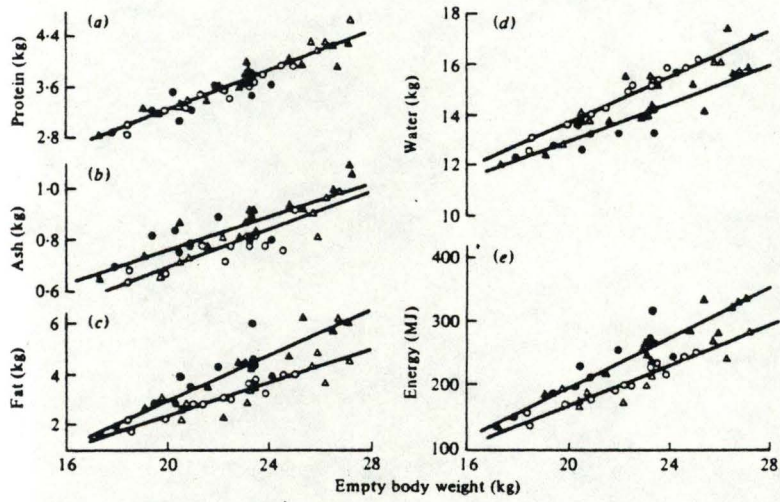 (a)
Protein (kg)
4·4
3·6
2·8
(b)
Ash (kg)
1·0
0·8
0·6
(c)
Fat (kg)
6
4
2
16 20 24 28
(d)
Water (kg)
18
16
14
12
10
(e)
Energy (MJ)
400
300
200
100
16 20 24 28
Empty body weight (kg)